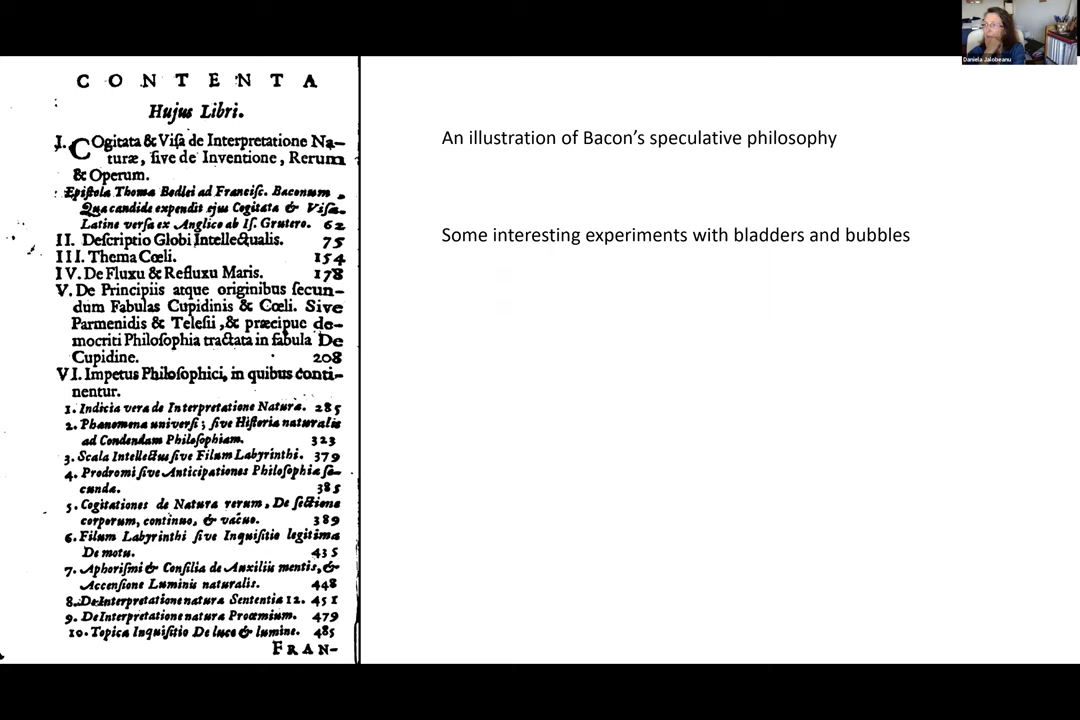 CONTENTA
Hujus Libri.
I. COgitata & Viſa de Interpretatione Na-
turæ, ſive de Inventione, Rerum
& Operum.
Epiſtola Thomæ Bodlei ad Franciſc. Baconum
Qua candide expendit ejus Cogitata & Viſa.
Latine verſa ex Anglico ab Iſ. Grutero. 62
II. Deſcriptio Globi Intellectualis. 75
III. Thema Cœli. 154
IV. De Fluxu & Refluxu Maris. 178
V. De Principiis atque originibus ſecun-
dum Fabulas Cupidinis & Cœli. Sive
Parmenidis & Teleſii, & præcipue de-
mocriti Philoſophia tractata in fabula De
Cupidine. 208
VI. Impetus Philoſophici, in quibus conti-
nentur.
1. Indicia vera de Interpretatione Naturæ. 285
2. Phænomena univerſi; ſive Hiſtoria naturalis
ad Condendam Philoſophiam. 323
3. Scala Intellectus ſive Filum Labyrinthi. 379
4. Prodromi ſive Anticipationes Philoſophiæ ſe-
cunda. 385
5. Cogitationes de Natura rerum, De ſectione
corporum, continuo, & vacuo. 389
6. Filum Labyrinthi ſive Inquiſitio legitima
De motu. 435
7. Aphoriſmi & Conſilia de Auxiliis mentis, &
Accenſione Luminis naturalis. 448
8. De Interpretatione naturæ Sententiæ 12. 451
9. De Interpretatione naturæ Proœmium. 479
10. Topica Inquiſitio De luce & lumine. 485
FRAN-
An illustration of Bacon’s speculative philosophy
Some interesting experiments with bladders and bubbles
Daniela Jalobeanu